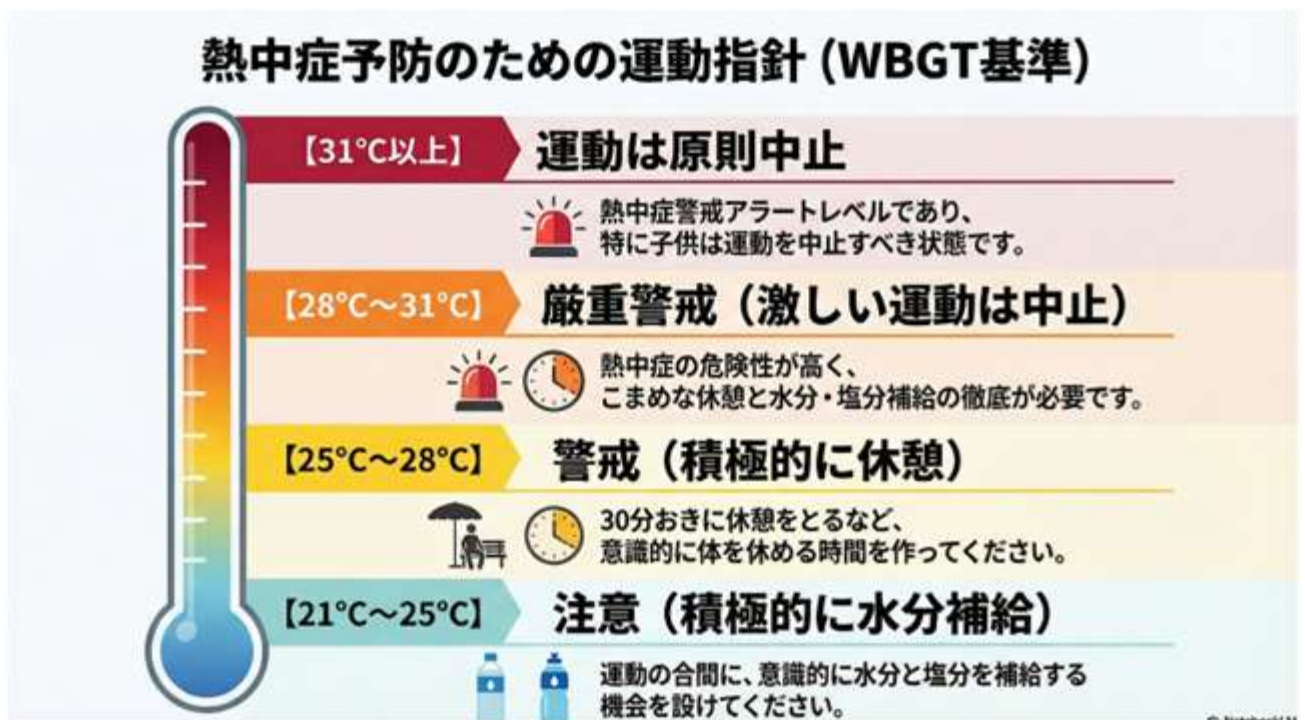 熱中症予防のための運動指針 (WBGT基準)
【31℃以上】 運動は原則中止
熱中症警戒アラートレベルであり、
特に子供は運動を中止すべき状態です。
【28℃～31℃】 厳重警戒（激しい運動は中止）
熱中症の危険性が高く、
こまめな休憩と水分・塩分補給の徹底が必要です。
【25℃～28℃】 警戒（積極的に休憩）
30分おきに休憩をとるなど、
意識的に体を休める時間を作ってください。
【21℃～25℃】 注意（積極的に水分補給）
運動の合間に、意識的に水分と塩分を補給する
機会を設けてください。